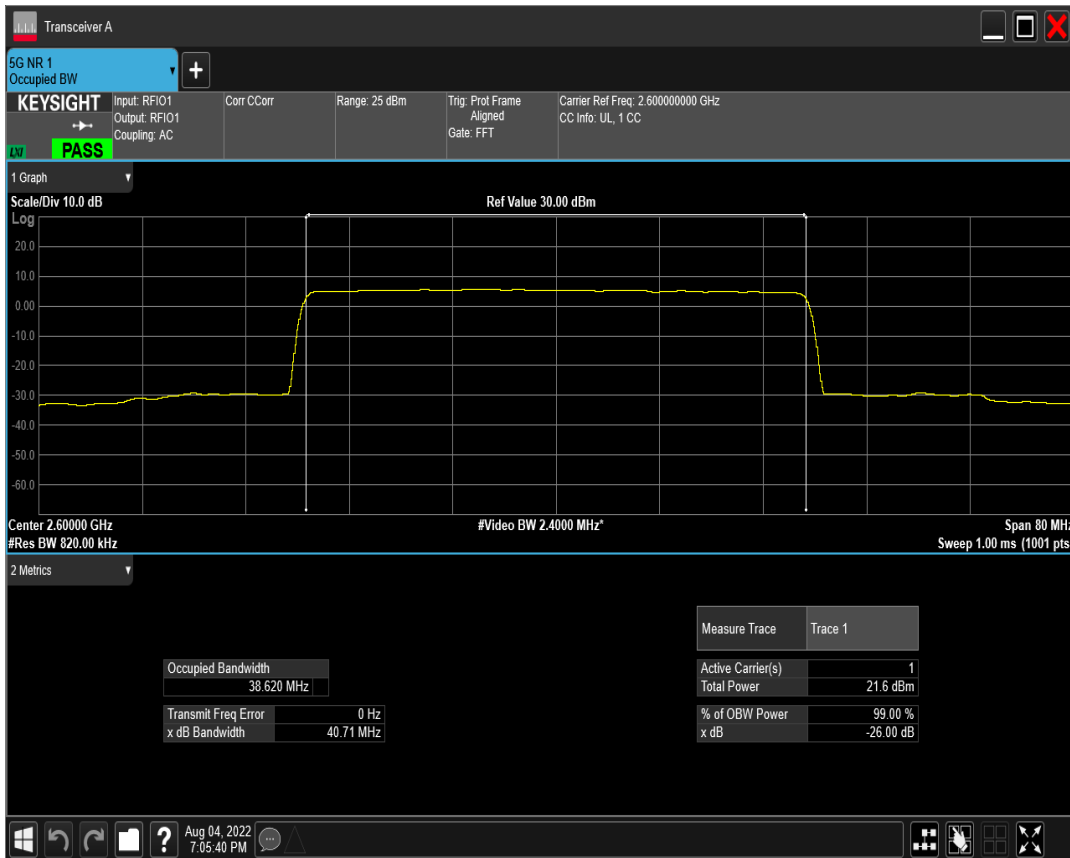 Transceiver A
5G NR 1
Occupied BW
+
KEYSIGHT
LXI
PASS
Input: RFIO1
Output: RFIO1
Coupling: AC
Corr CCorr
Range: 25 dBm
Trig: Prot Frame
Aligned
Gate: FFT
Carrier Ref Freq: 2.600000000 GHz
CC Info: UL, 1 CC
1 Graph
Scale/Div 10.0 dB
Ref Value 30.00 dBm
Log
20.0
10.0
0.00
-10.0
-20.0
-30.0
-40.0
-50.0
-60.0
Center 2.60000 GHz
#Video BW 2.4000 MHz*
Span 80 MHz
#Res BW 820.00 kHz
Sweep 1.00 ms (1001 pts
2 Metrics
Measure Trace Trace 1
Occupied Bandwidth
38.620 MHz
Active Carrier(s) 1
Total Power 21.6 dBm
Transmit Freq Error 0 Hz
x dB Bandwidth 40.71 MHz
% of OBW Power 99.00 %
x dB -26.00 dB
?
Aug 04, 2022
7:05:40 PM